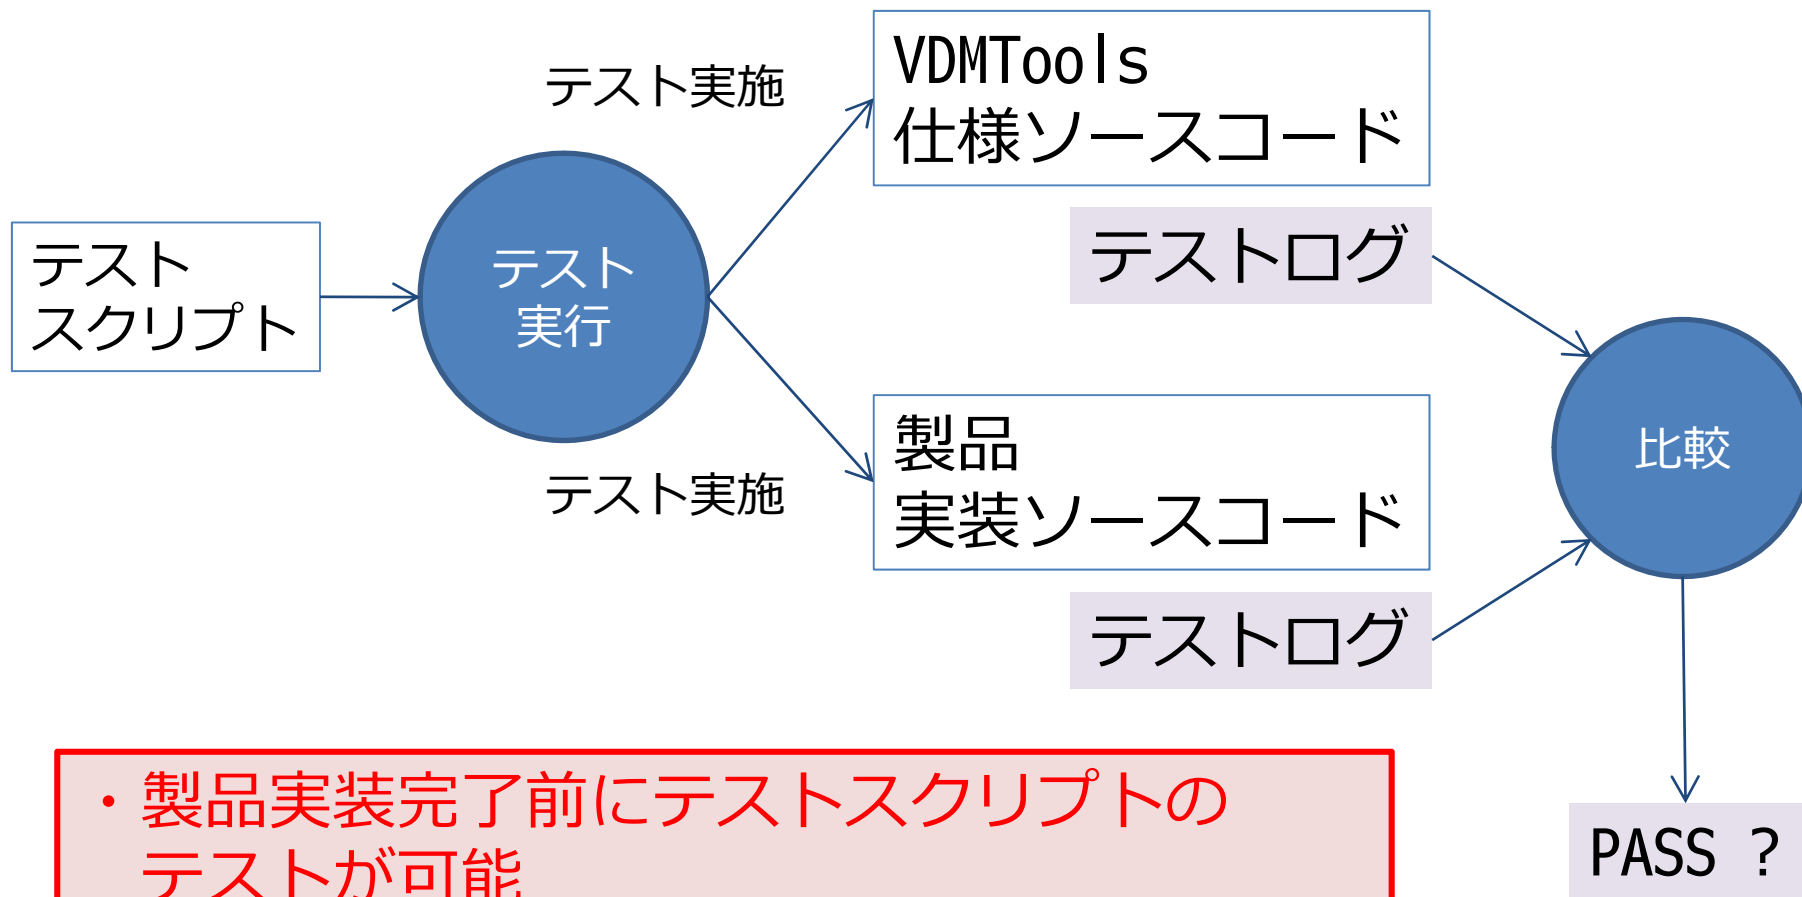 テスト
スクリプト
テスト
実行
テスト実施
テスト実施
VDMTools
仕様ソースコード
テストログ
製品
実装ソースコード
テストログ
比較
PASS ?
・製品実装完了前にテストスクリプトの
テストが可能